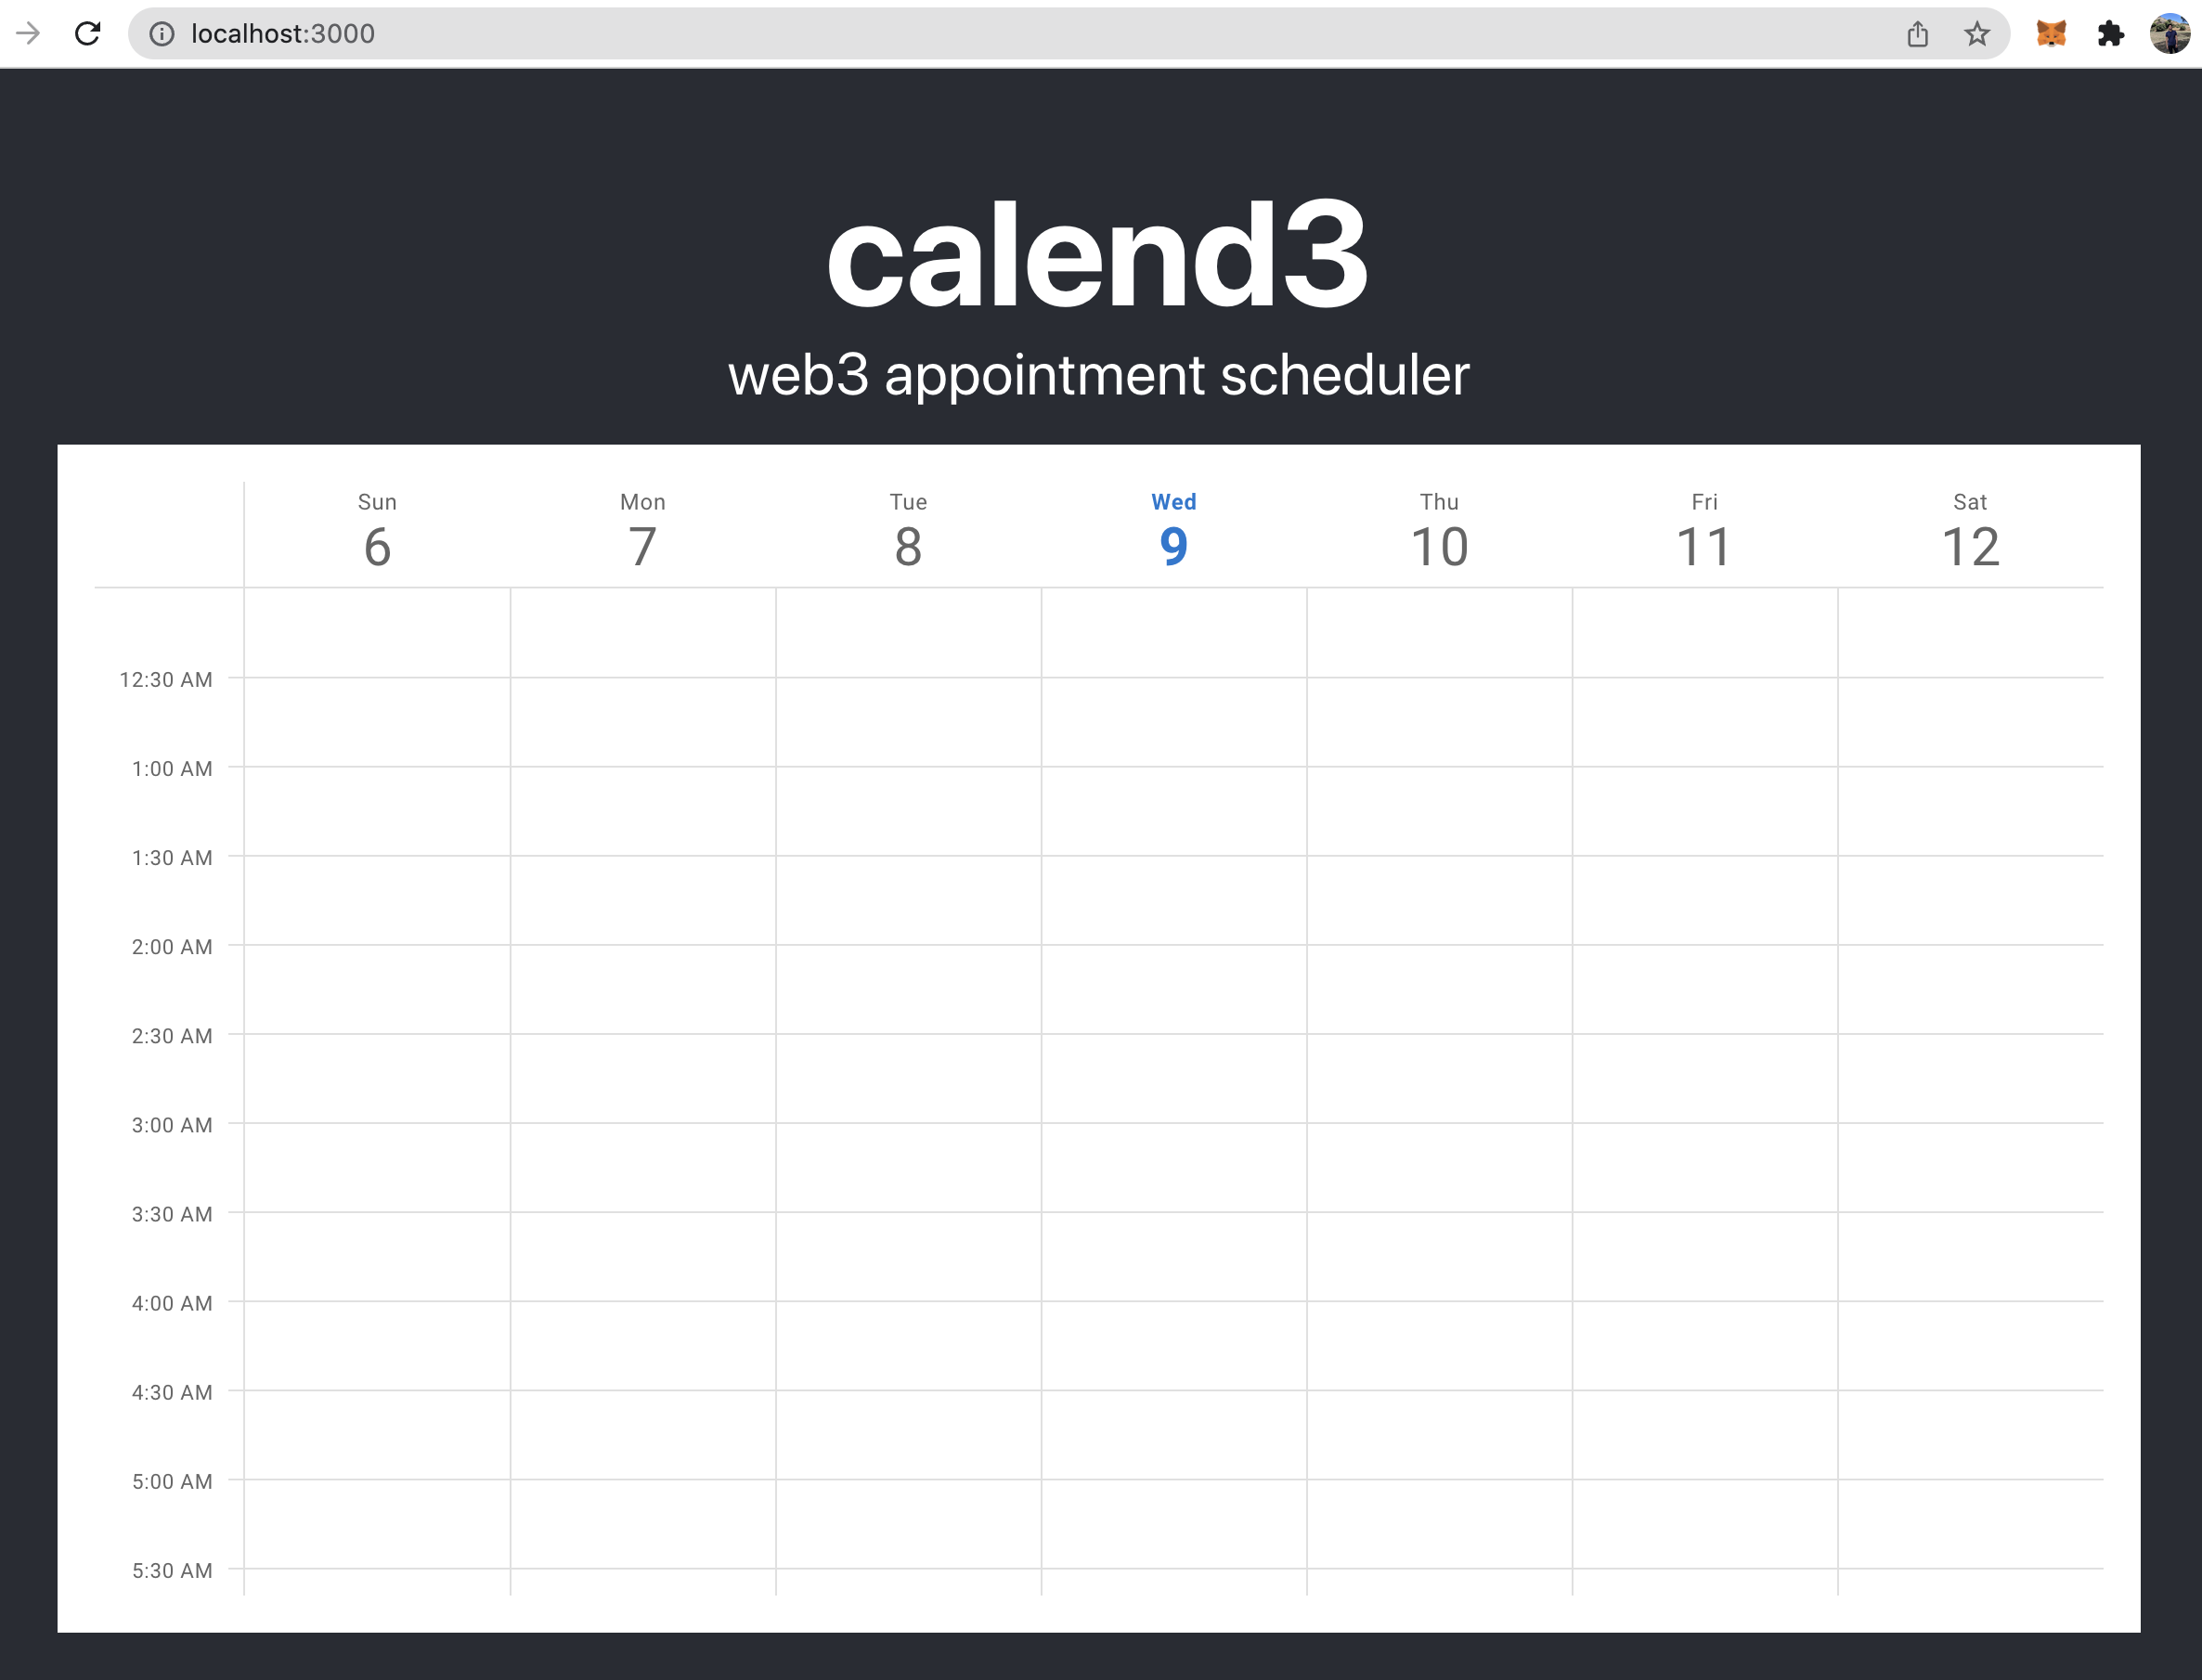 localhost:3000
calend3
web3 appointment scheduler
Sun Mon Tue Wed Thu Fri Sat
6 7 8 9 10 11 12
12:30 AM
1:00 AM
1:30 AM
2:00 AM
2:30 AM
3:00 AM
3:30 AM
4:00 AM
4:30 AM
5:00 AM
5:30 AM